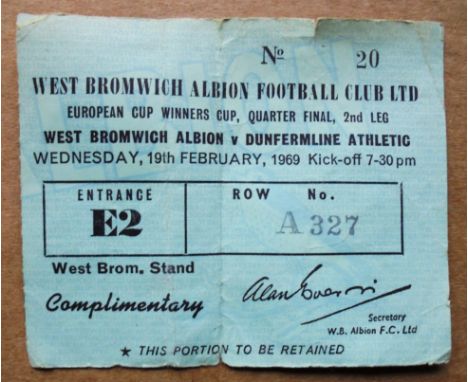 No 20
WEST BROMWICH ALBION FOOTBALL CLUB LTD
EUROPEAN CUP WINNERS CUP, QUARTER FINAL, 2nd LEG
WEST BROMWICH ALBION v DUNFERMLINE ATHLETIC
WEDNESDAY, 19th FEBRUARY, 1969 Kick-off 7-30 pm
ENTRANCE ROW No.
E2 A 327
West Brom. Stand
Complimentary
Alan Everiss
Secretary
W.B. Albion F.C. Ltd
★ THIS PORTION TO BE RETAINED